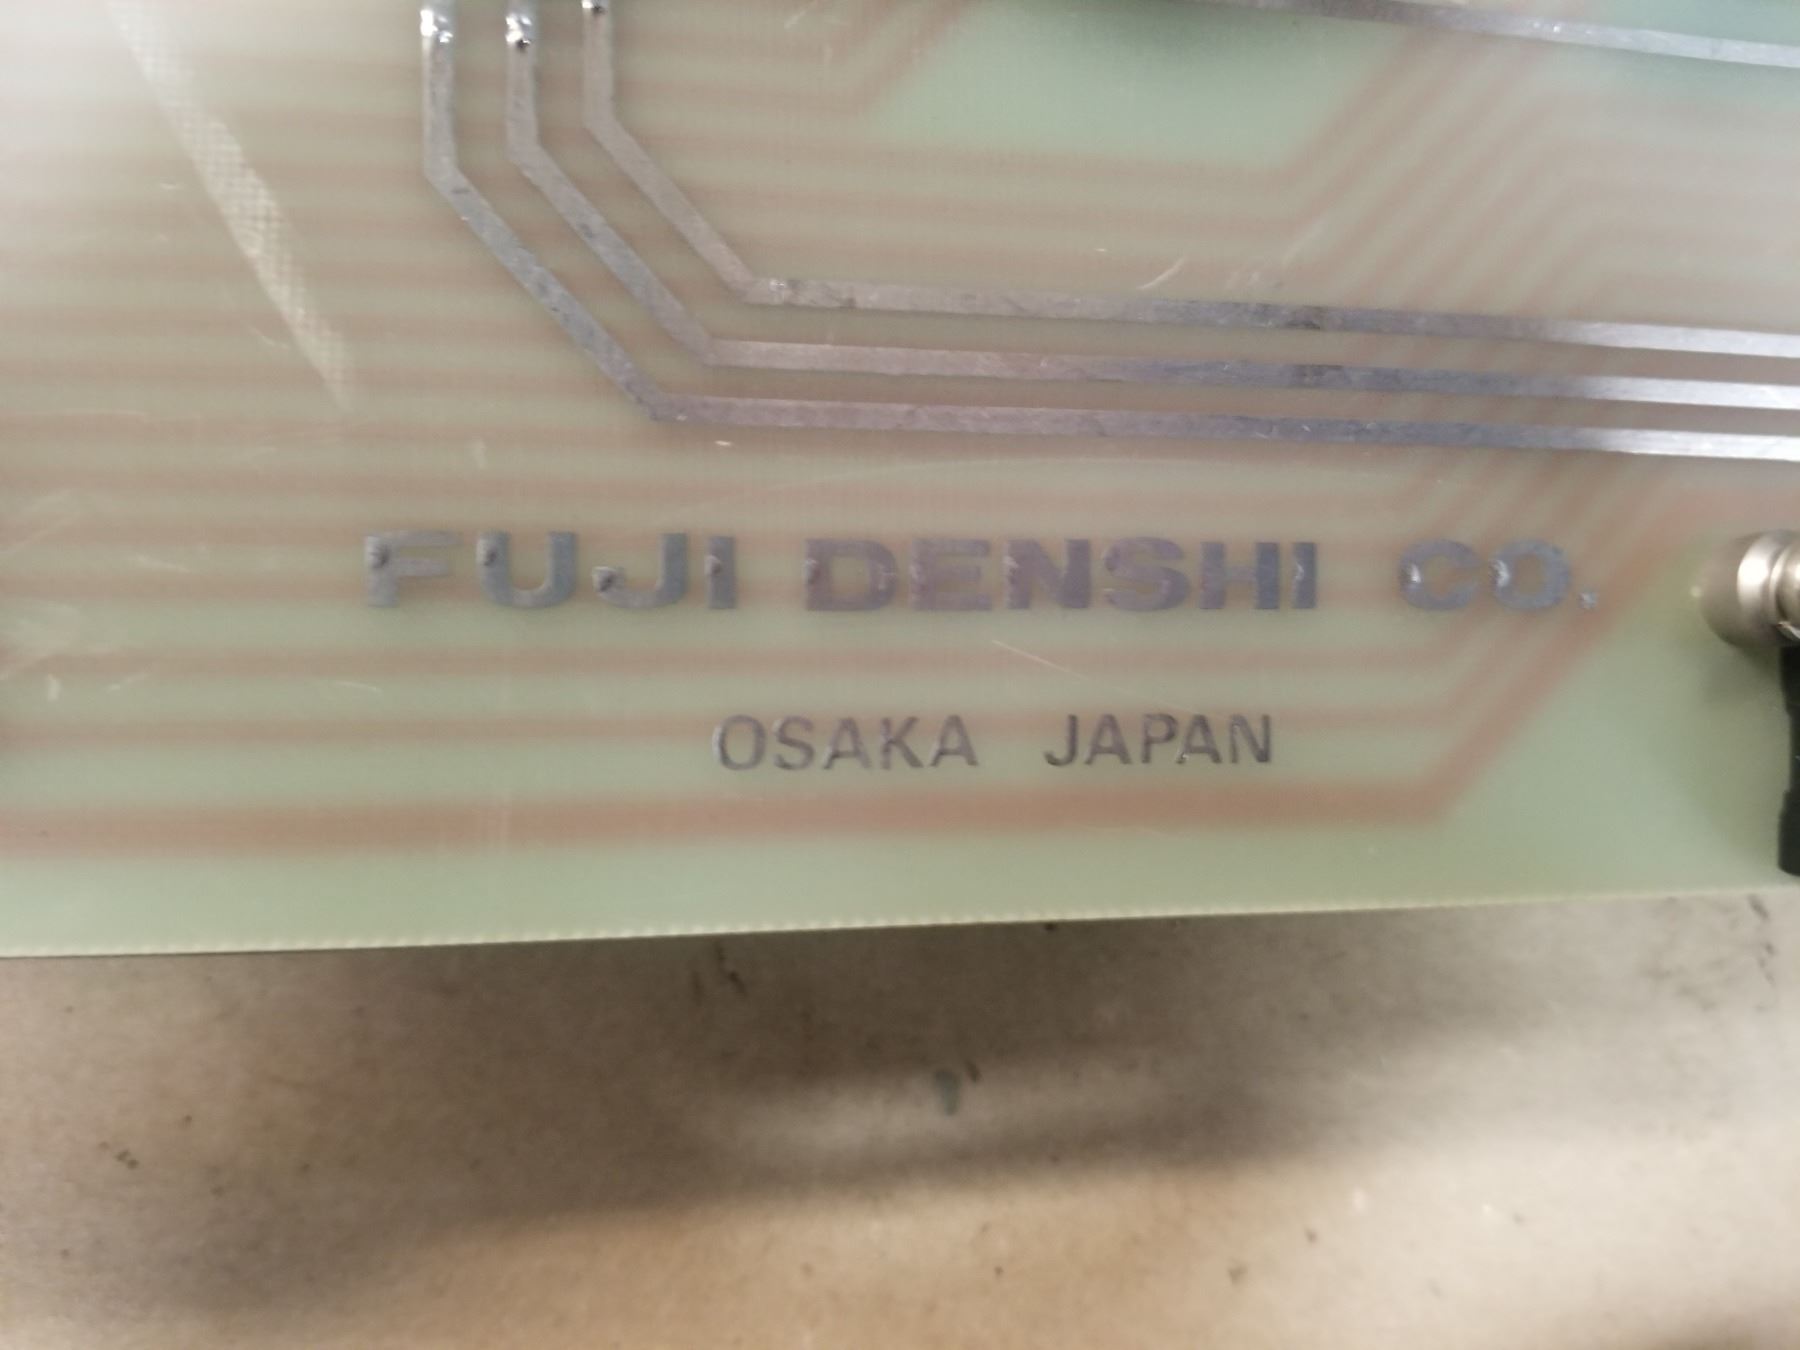 FUJI DENSHI CO.
OSAKA JAPAN